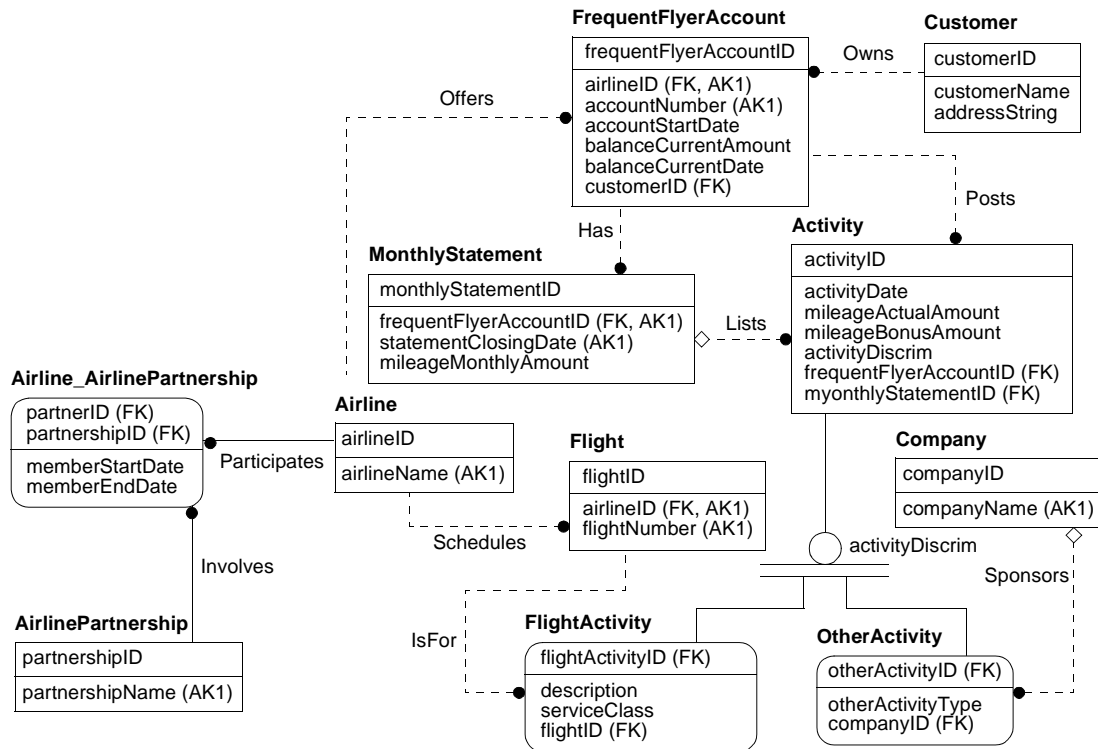 FrequentFlyerAccount
frequentFlyerAccountID
airlineID (FK, AK1)
accountNumber (AK1)
accountStartDate
balanceCurrentAmount
balanceCurrentDate
customerID (FK)
Customer
customerID
customerName
addressString
Owns
Offers
Posts
Has
MonthlyStatement
monthlyStatementID
frequentFlyerAccountID (FK, AK1)
statementClosingDate (AK1)
mileageMonthlyAmount
Lists
Activity
activityID
activityDate
mileageActualAmount
mileageBonusAmount
activityDiscrim
frequentFlyerAccountID (FK)
myonthlyStatementID (FK)
Airline_AirlinePartnership
partnerID (FK)
partnershipID (FK)
memberStartDate
memberEndDate
Participates
Airline
airlineID
airlineName (AK1)
Schedules
Flight
flightID
airlineID (FK, AK1)
flightNumber (AK1)
Company
companyID
companyName (AK1)
activityDiscrim
Sponsors
Involves
IsFor
AirlinePartnership
partnershipID
partnershipName (AK1)
FlightActivity
flightActivityID (FK)
description
serviceClass
flightID (FK)
OtherActivity
otherActivityID (FK)
otherActivityType
companyID (FK)